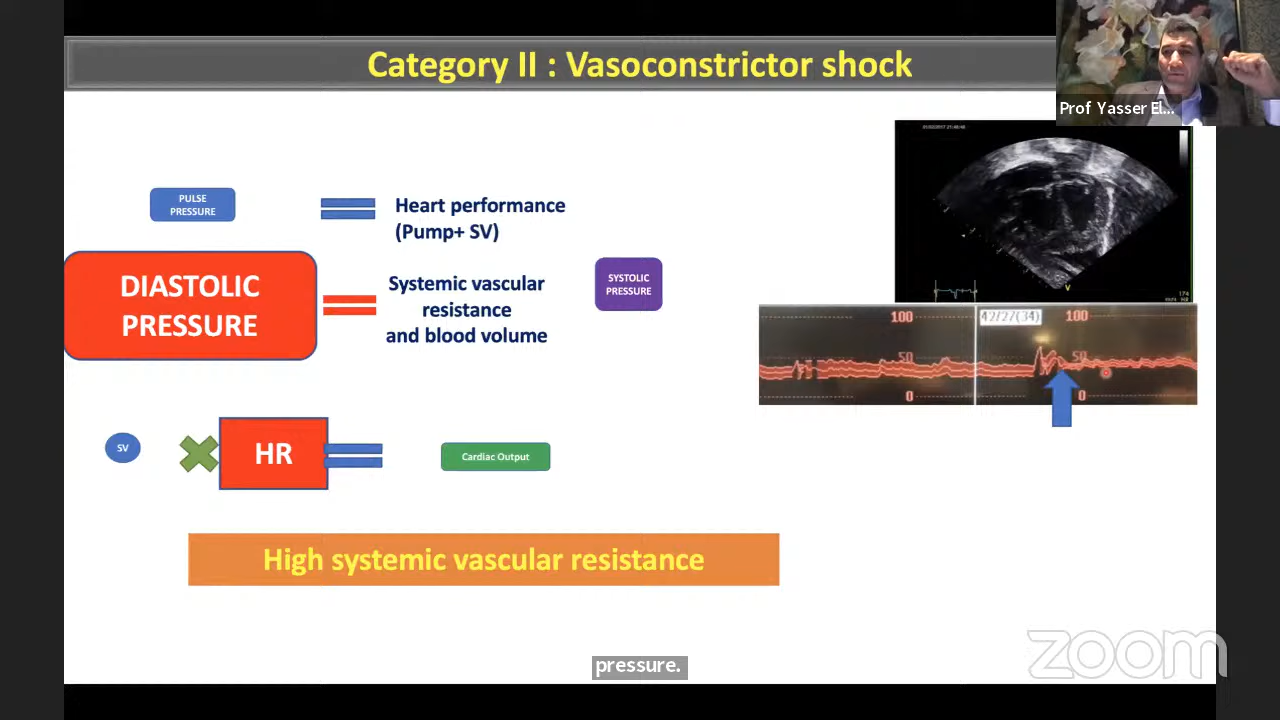 Category II : Vasoconstrictor shock
Prof Yasser El...
PULSE
PRESSURE
Heart performance
(Pump+ SV)
DIASTOLIC
PRESSURE
Systemic vascular
resistance
and blood volume
SYSTOLIC
PRESSURE
V
100
50
0
42/27(34)
100
50
0
SV
HR
Cardiac Output
High systemic vascular resistance
pressure.
zoom